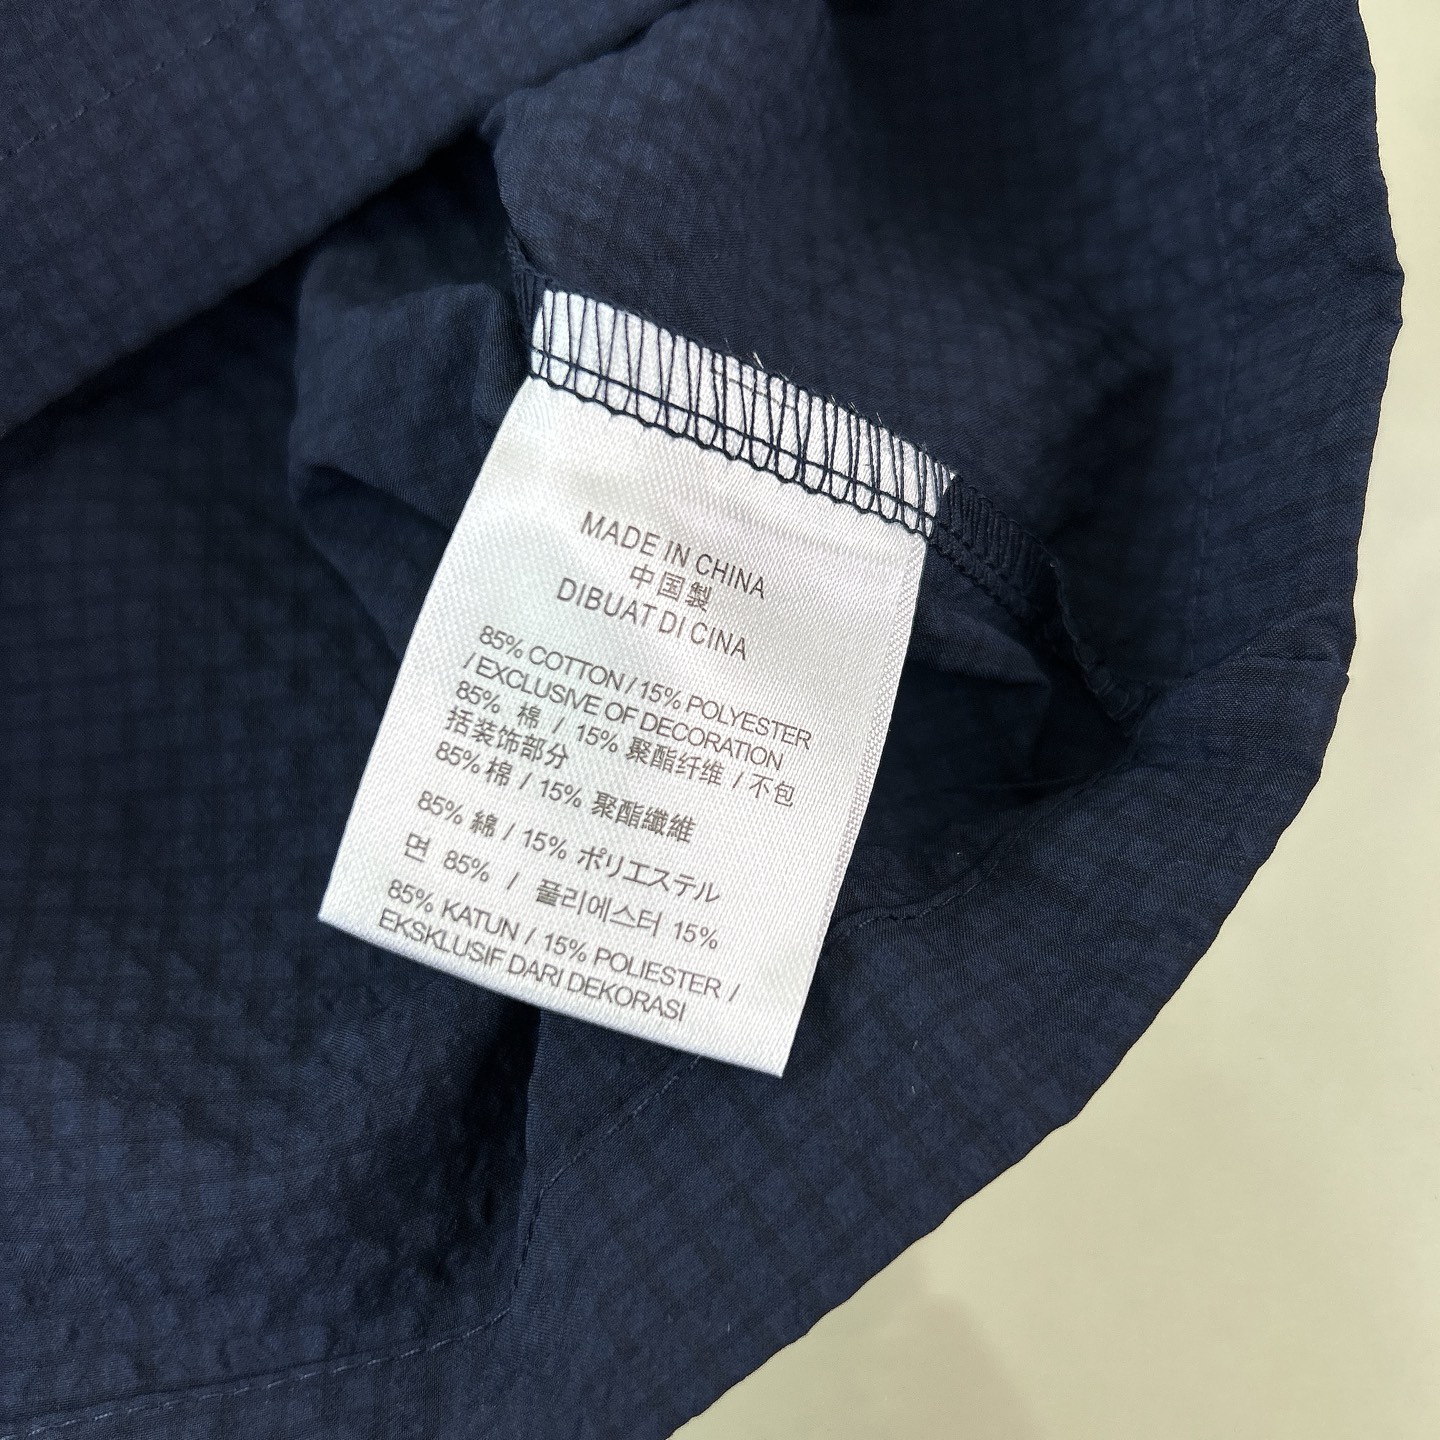 MADE IN CHINA
中国製
DIBUAT DI CINA
85% COTTON / 15% POLYESTER
/ EXCLUSIVE OF DECORATION
85% 棉 / 15% 聚酯纤维 / 不包
括装饰部分
85% 棉 / 15% 聚酯纖維
85% 綿 / 15% ポリエステル
면 85% / 폴리에스터 15%
85% KATUN / 15% POLIESTER /
EKSKLUSIF DARI DEKORASI